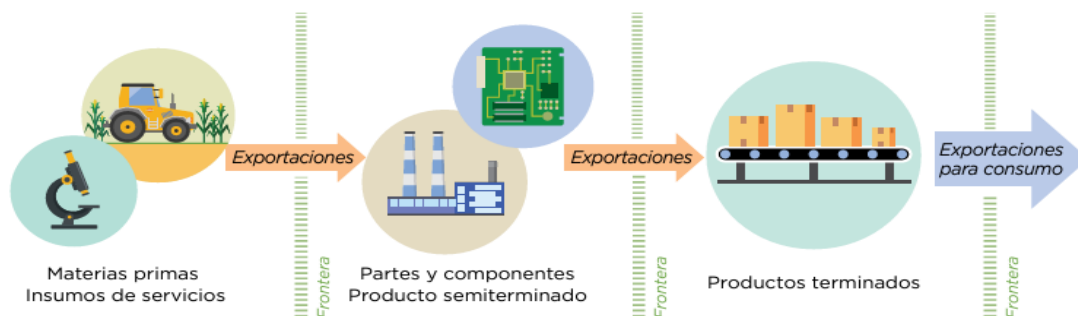 Exportaciones
Exportaciones
Exportaciones
para consumo
Materias primas
Insumos de servicios
Frontera
Partes y componentes
Producto semiterminado
Frontera
Productos terminados
Frontera